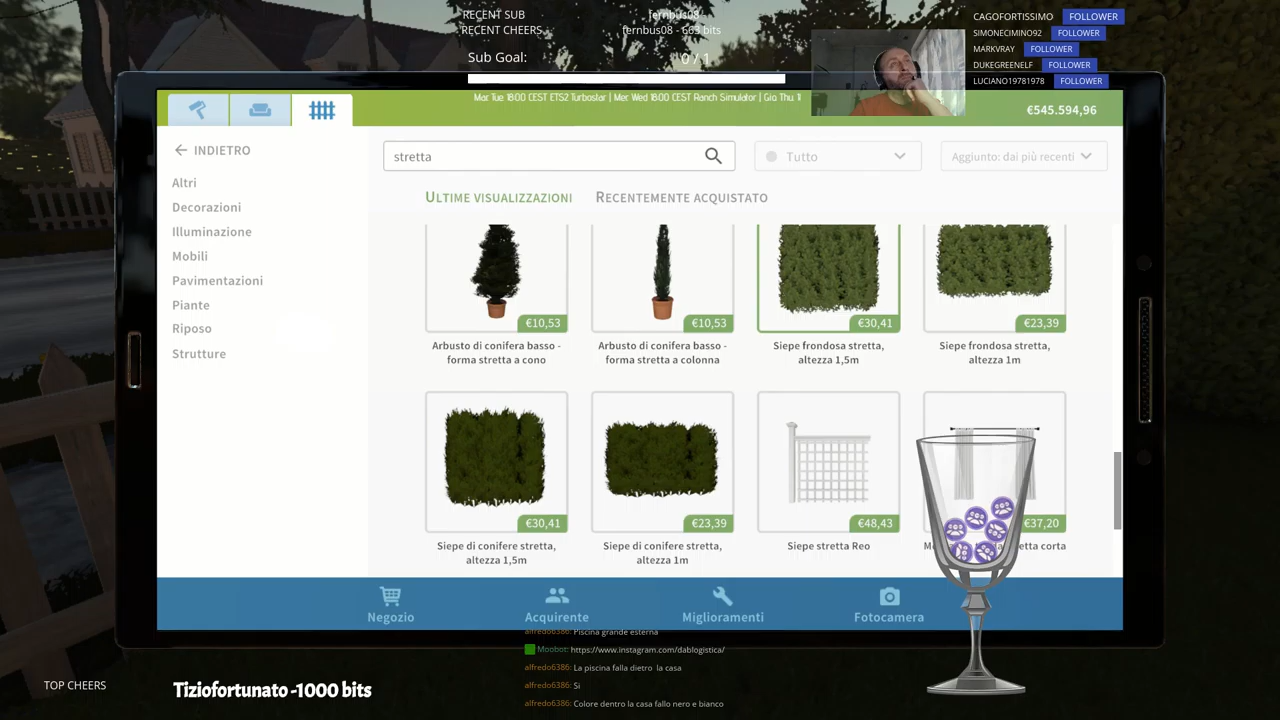 RECENT SUB
fernbus08 -
RECENT CHEERS
fernbus08 - 663 bits
Sub Goal:
0 / 1
CAGOFORTISSIMO FOLLOWER
SIMONECIMINO92 FOLLOWER
MARKVRAY FOLLOWER
DUKEGREENELF FOLLOWER
LUCIANO19781978 FOLLOWER
Mar Tue 18:00 CEST ETS2 Turbostar | Mer Wed 18:00 CEST Ranch Simulator | Gio Thu 1
€545.594,96
INDIETRO
Altri
Decorazioni
Illuminazione
Mobili
Pavimentazioni
Piante
Riposo
Strutture
stretta
Tutto
Aggiunto: dai più recenti
ULTIME VISUALIZZAZIONI
RECENTEMENTE ACQUISTATO
€10,53
€10,53
€30,41
€23,39
Arbusto di conifera basso -
forma stretta a cono
Arbusto di conifera basso -
forma stretta a colonna
Siepe frondosa stretta,
altezza 1,5m
Siepe frondosa stretta,
altezza 1m
€30,41
€23,39
€48,43
€37,20
Siepe di conifere stretta,
altezza 1,5m
Siepe di conifere stretta,
altezza 1m
Siepe stretta Reo
corta
Negozio
Acquirente
Miglioramenti
Fotocamera
alfredo6386: Piscina grande esterna
Moobot: https://www.instagram.com/dablogistica/
alfredo6386: La piscina falla dietro la casa
alfredo6386: Si
alfredo6386: Colore dentro la casa fallo nero e bianco
TOP CHEERS
Tiziofortunato -1000 bits